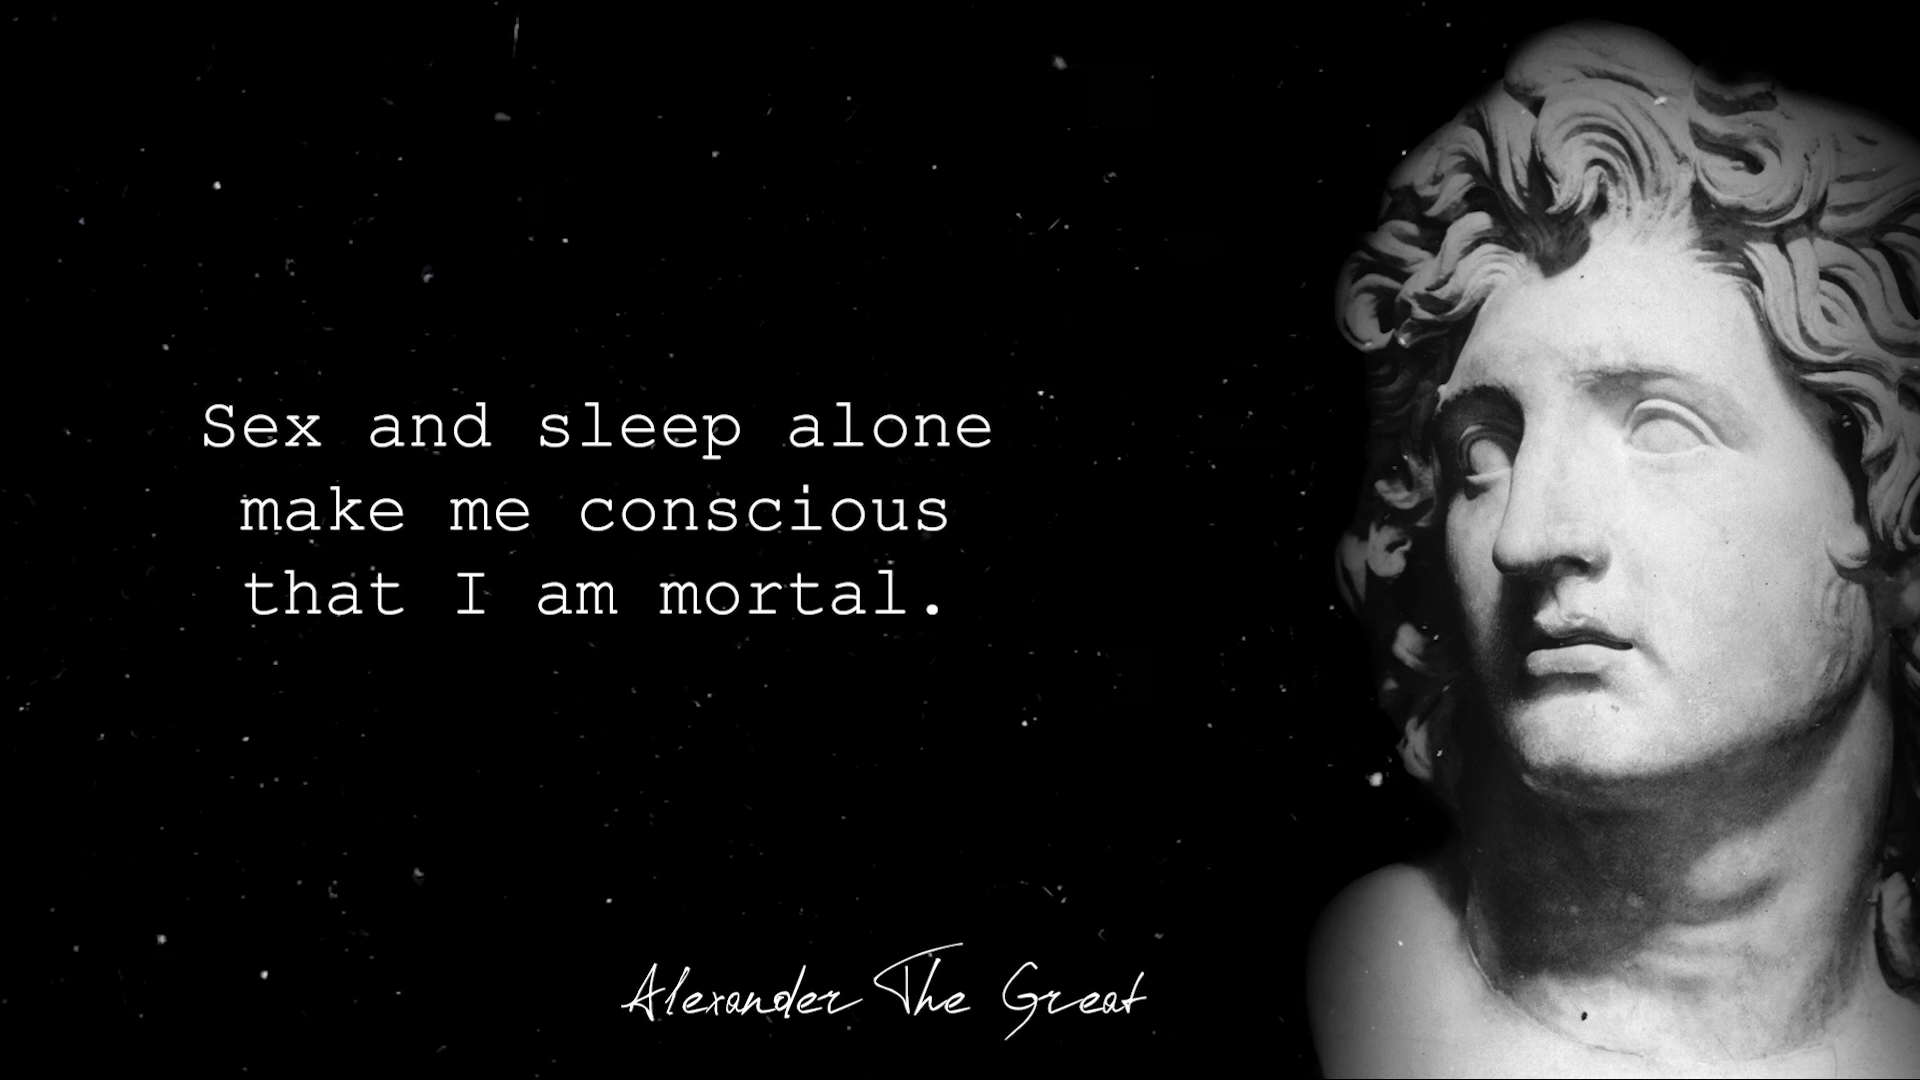 Sex and sleep alone
make me conscious
that I am mortal.
Alexander The Great